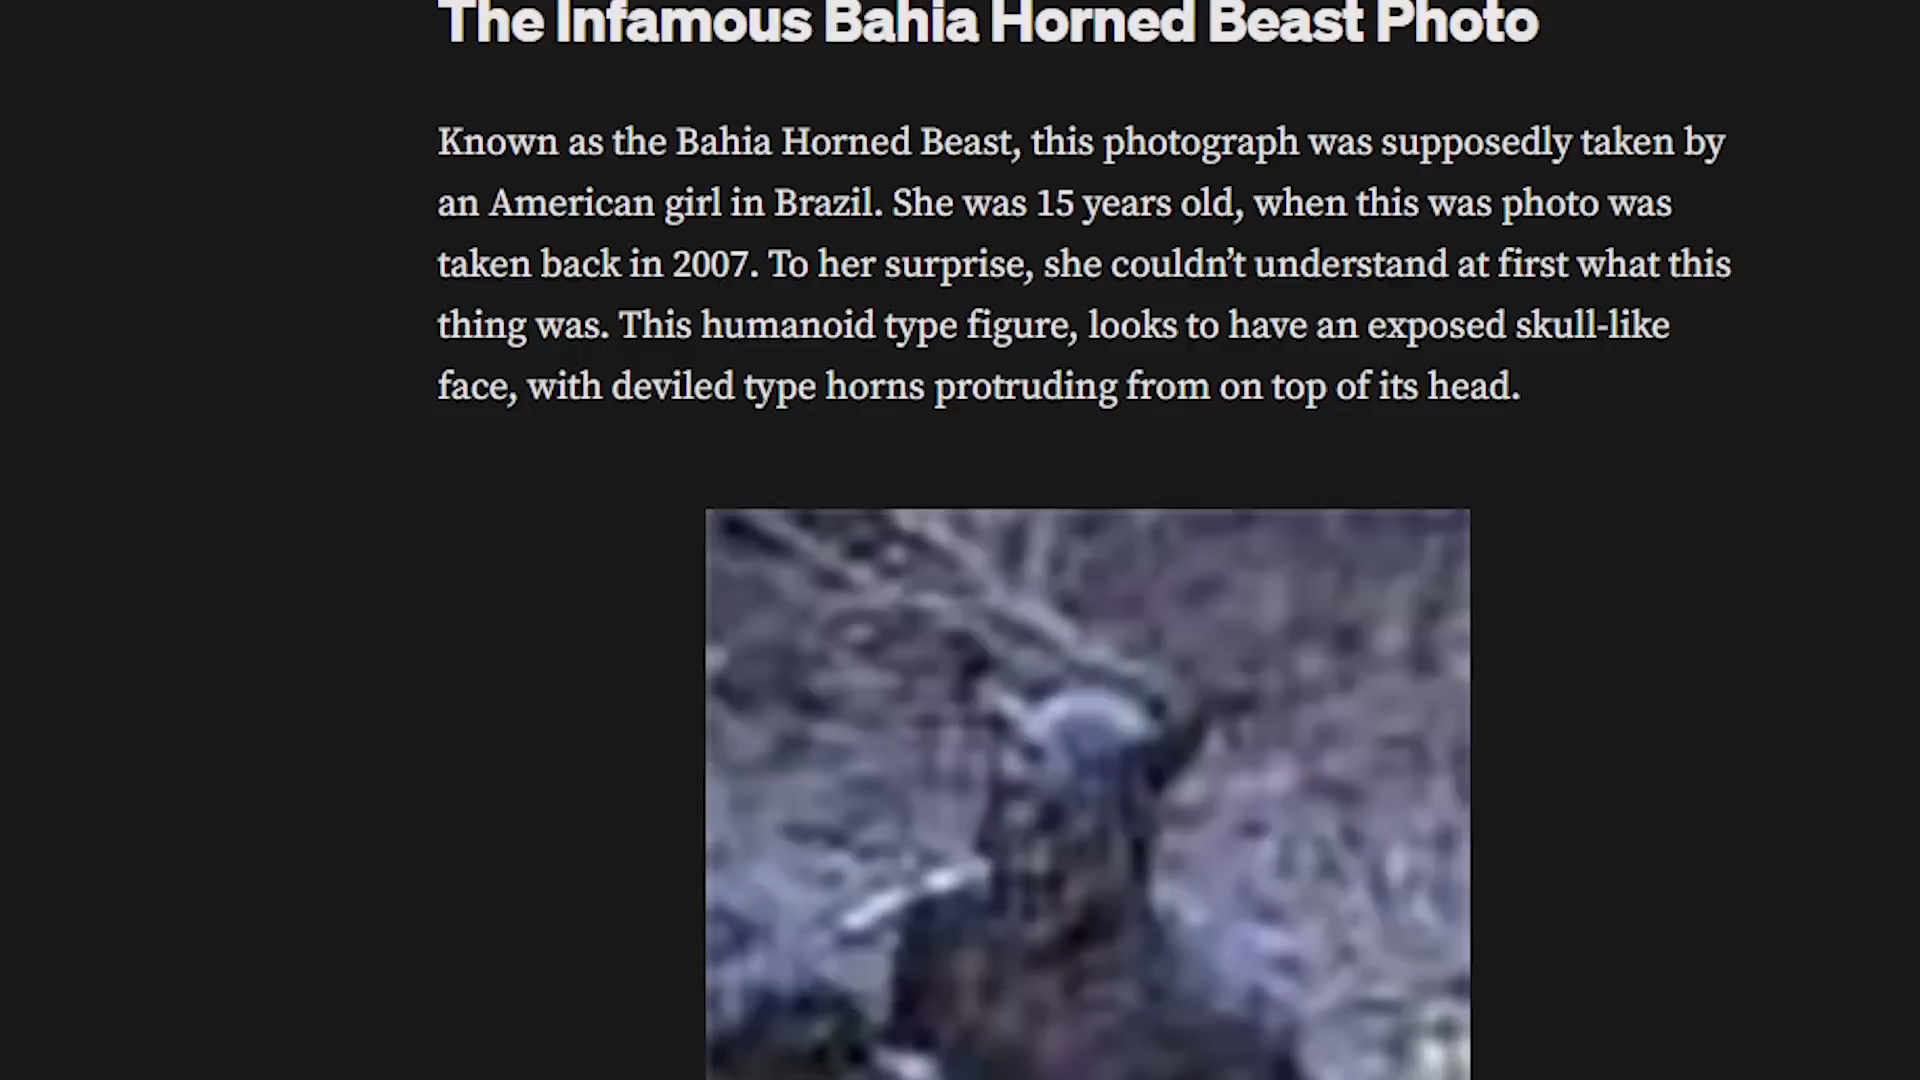 The Infamous Bahia Horned Beast Photo
Known as the Bahia Horned Beast, this photograph was supposedly taken by
an American girl in Brazil. She was 15 years old, when this was photo was
taken back in 2007. To her surprise, she couldn’t understand at first what this
thing was. This humanoid type figure, looks to have an exposed skull-like
face, with deviled type horns protruding from on top of its head.